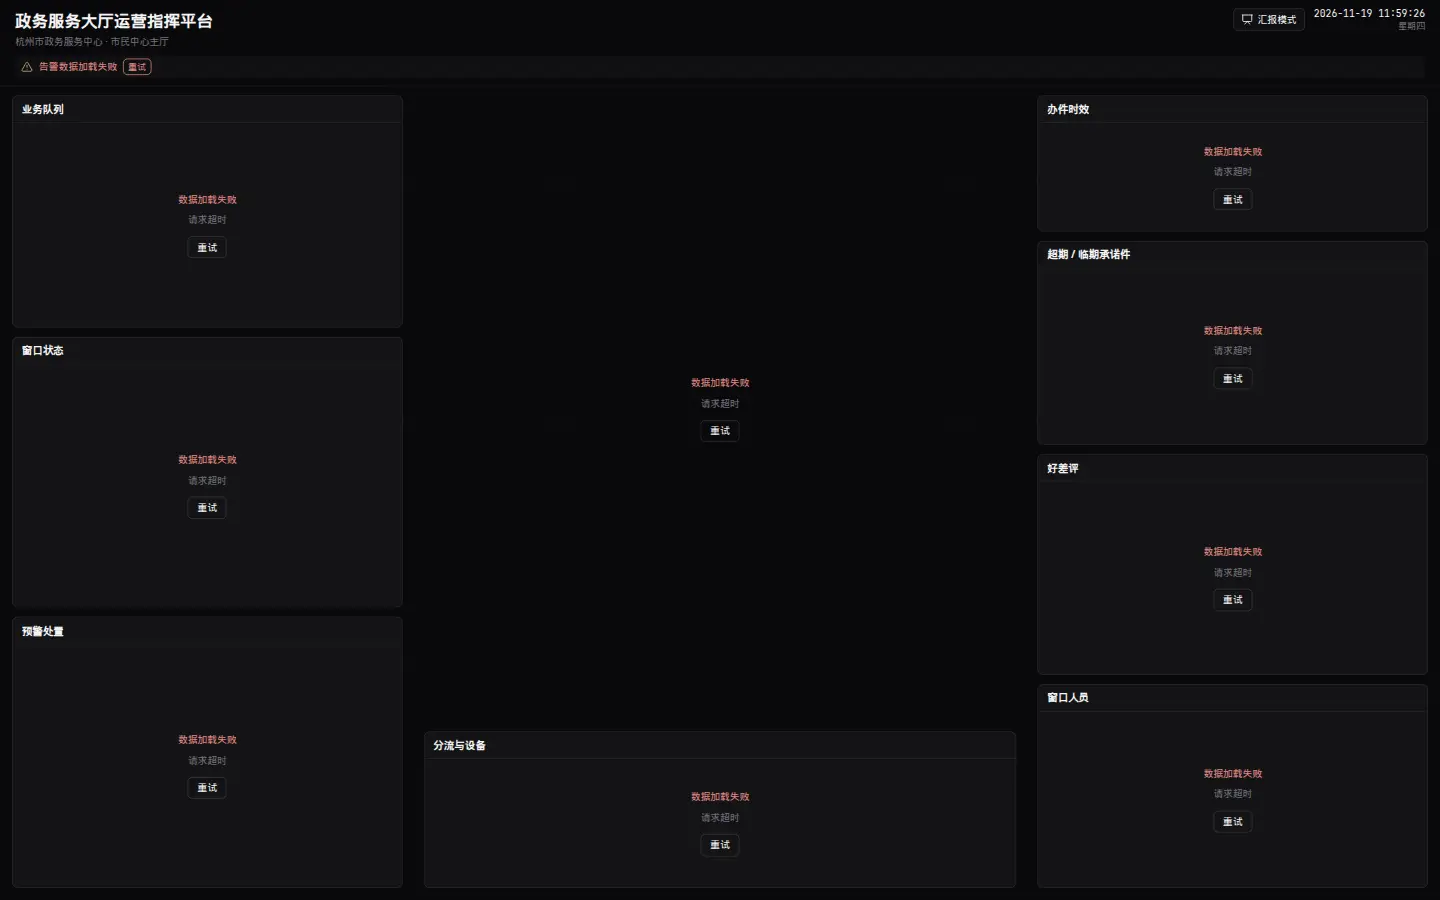 政务服务大厅运营指挥平台
杭州市政务服务中心 · 市民中心主厅
汇报模式
2026-11-19 11:59:26
星期四
告警数据加载失败 重试
业务队列
数据加载失败
请求超时
重试
窗口状态
数据加载失败
请求超时
重试
预警处置
数据加载失败
请求超时
重试
数据加载失败
请求超时
重试
分流与设备
数据加载失败
请求超时
重试
办件时效
数据加载失败
请求超时
重试
超期 / 临期承诺件
数据加载失败
请求超时
重试
好差评
数据加载失败
请求超时
重试
窗口人员
数据加载失败
请求超时
重试